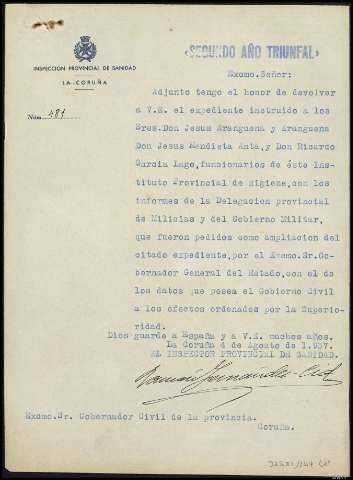 INSPECCIÓN PROVINCIAL DE SANIDAD
LA CORUÑA
Núm. 481
«SEGUNDO AÑO TRIUNFAL»
Excmo.Señor:
Adjunto tengo el honor de devolver
a V.E. el expediente instruido a los
Sres.Don Jesus Aranguena y Aranguena
Don Jesus Mendieta Anta, y Don Ricardo
Garcia Lago, funcionarios de éste Ins-
tituto Provincial de Higiene, con los
informes de la Delegacion provincial
de Milicias y del Gobierno Militar,
que fueron pedidos como ampliacion del
citado expediente, por el Excmo.Sr.Go-
bernador General del Estado, con el de
los datos que posea el Gobierno Civil
a los efectos ordenados por la Superio-
ridad.
Dios guarde a España y a V.E. muchos años.
La Coruña 4 de Agosto de 1.937.
EL INSPECTOR PROVINCIAL DE SANIDAD.
Ramón Fernandez-Cid
Excmo.Sr. Gobernador Civil de la provincia.
Coruña.